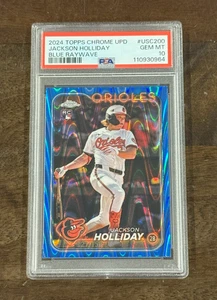 2024 TOPPS CHROME UPD #USC200
JACKSON HOLLIDAY GEM MT
BLUE RAYWAVE 10
PSA 110930964
ORIOLES
JACKSON
HOLLIDAY